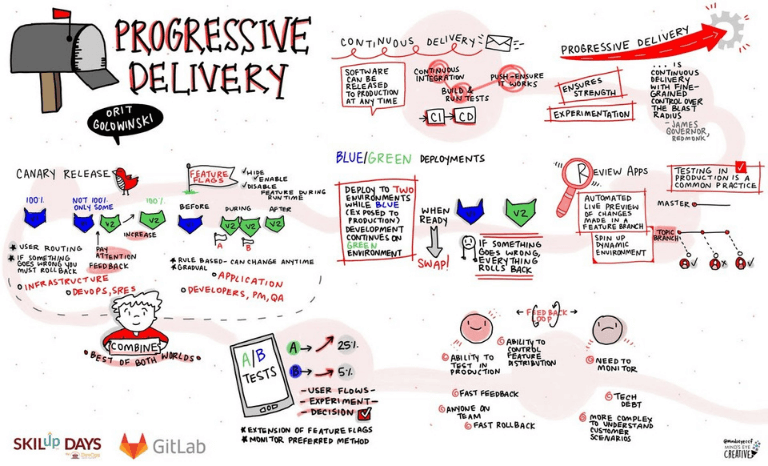 PROGRESSIVE
DELIVERY
ORIT
GOLOWINSKI
CONTINUOUS DELIVERY
SOFTWARE
CAN BE
RELEASED
TO PRODUCTION
AT ANY TIME
CONTINUOUS
INTEGRATION
BUILD &
RUN TESTS
PUSH-ENSURE
IT WORKS
CI
CD
PROGRESSIVE DELIVERY
ENSURES
STRENGTH
EXPERIMENTATION
... IS
CONTINUOUS
DELIVERY
WITH FINE-
GRAINED
CONTROL OVER
THE BLAST
RADIUS
- JAMES
GOVERNOR,
REDMONK
CANARY RELEASE
100%
NOT 100%
ONLY SOME
100%
V2
V2
INCREASE
PAY
ATTENTION
FEEDBACK
USER ROUTING
IF SOMETHING
GOES WRONG YOU
MUST ROLLBACK
INFRASTRUCTURE
DEVOPS, SRES
FEATURE
FLAGS
HIDE
ENABLE
DISABLE
FEATURE DURING
RUN TIME
BEFORE
DURING
AFTER
V2
V2
V2
A
B
RULE BASED-CAN CHANGE ANYTIME
GRADUAL
APPLICATION
DEVELOPERS, PM, QA
COMBINES
"BEST OF BOTH WORLDS"
BLUE/GREEN DEPLOYMENTS
DEPLOY TO TWO
ENVIRONMENTS
WHILE BLUE
(EXPOSED TO
PRODUCTION)
DEVELOPMENT
CONTINUES ON
GREEN
ENVIRONMENT
WHEN
READY,
SWAP!
V2
IF SOMETHING
GOES WRONG,
EVERYTHING
ROLLS BACK
REVIEW APPS
AUTOMATED
LIVE PREVIEW
OF CHANGES
MADE IN A
FEATURE BRANCH
SPIN UP
DYNAMIC
ENVIRONMENT
TESTING IN
PRODUCTION IS A
COMMON PRACTICE
MASTER
TOPIC
BRANCH
A/B
TESTS
A
25%
B
5%
- USER FLOWS -
- EXPERIMENT -
- DECISION
EXTENSION OF FEATURE FLAGS
MONITOR PREFERRED METHOD
FEEDBACK
LOOP
ABILITY TO
TEST IN
PRODUCTION
ABILITY TO
CONTROL
FEATURE
DISTRIBUTION
FAST FEEDBACK
ANYONE ON
TEAM
FAST ROLLBACK
NEED TO
MONITOR
TECH
DEBT
MORE COMPLEX
TO UNDERSTAND
CUSTOMER
SCENARIOS
SKILup DAYS
GitLab
MIND'S EYE
CREATIVE